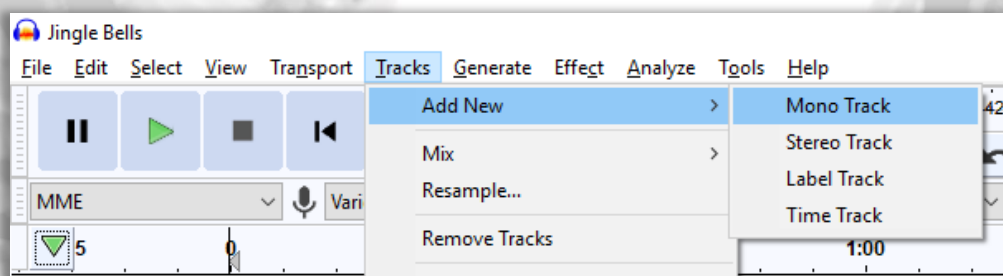 Jingle Bells
File Edit Select View Transport Tracks Generate Effect Analyze Tools Help
Add New
Mono Track
Mix
Stereo Track
Resample...
Label Track
MME
Time Track
Remove Tracks
5 0 1:00